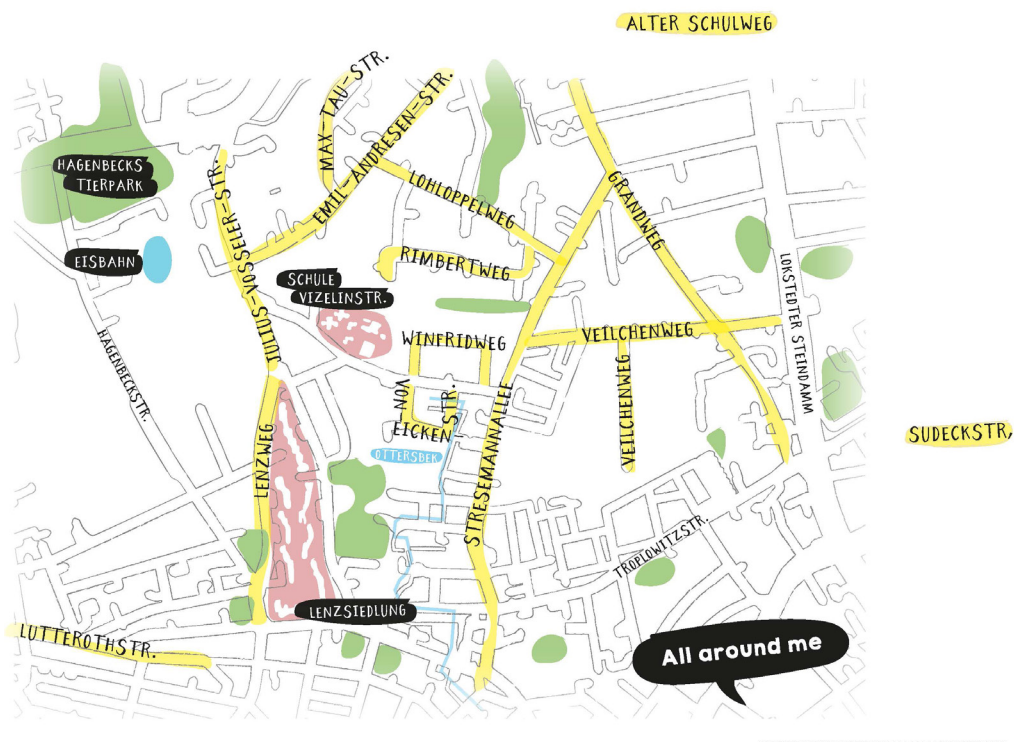 ALTER SCHULWEG
MAX-TAU-STR.
EMIL-ANDRESEN-STR.
HAGENBECKS
TIERPARK
LOHLOPPELWEG
GRANDWEG
JULIUS-VOSSELER-STR.
EISBAHN
RIMBERTWEG
SCHULE
VIZELINSTR.
LOKSTEDTER STEINDAMM
HAGENBECKSTR.
WINFRIDWEG
VEILCHENWEG
VEILCHENWEG
VON
EICKEN
STR.
OTTERSBEK
STRESEMANNALLEE
SUDECKSTR,
LENZWEG
TROPLOWITZSTR.
LENZSIEDLUNG
LUTTEROTHSTR.
All around me